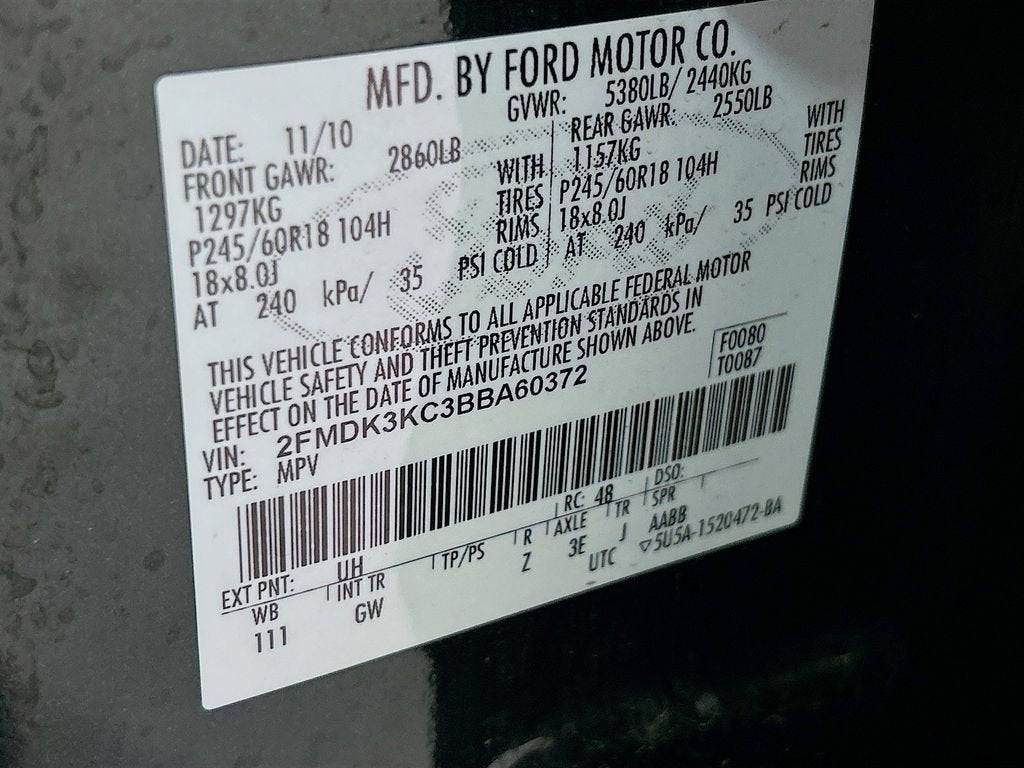 MFD. BY FORD MOTOR CO.
DATE: 11/10 GVWR: 5380LB/ 2440KG
FRONT GAWR: 2860LB REAR GAWR: 2550LB
1297KG WITH 1157KG WITH
P245/60R18 104H TIRES P245/60R18 104H TIRES
18x8.0J RIMS 18x8.0J RIMS
AT 240 kPa/ 35 PSI COLD AT 240 kPa/ 35 PSI COLD
THIS VEHICLE CONFORMS TO ALL APPLICABLE FEDERAL MOTOR
VEHICLE SAFETY AND THEFT PREVENTION STANDARDS IN
EFFECT ON THE DATE OF MANUFACTURE SHOWN ABOVE.
F0080
T0087
VIN: 2FMDK3KC3BBA60372
TYPE: MPV
EXT PNT: UH RC: 48 DSO:
WB INT TR TP/PS R AXLE TR SPR
111 GW Z 3E J AABB
UTC ▽5U5A-1520472-BA